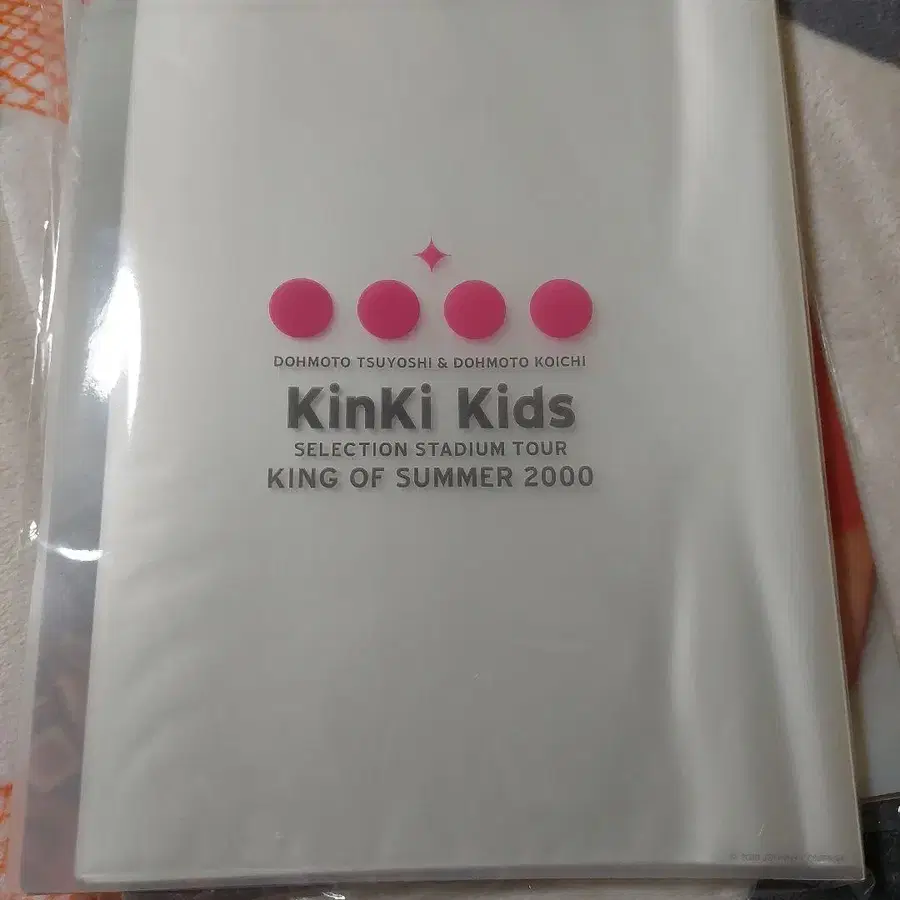 DOHMOTO TSUYOSHI & DOHMOTO KOICHI
KinKi Kids
SELECTION STADIUM TOUR
KING OF SUMMER 2000